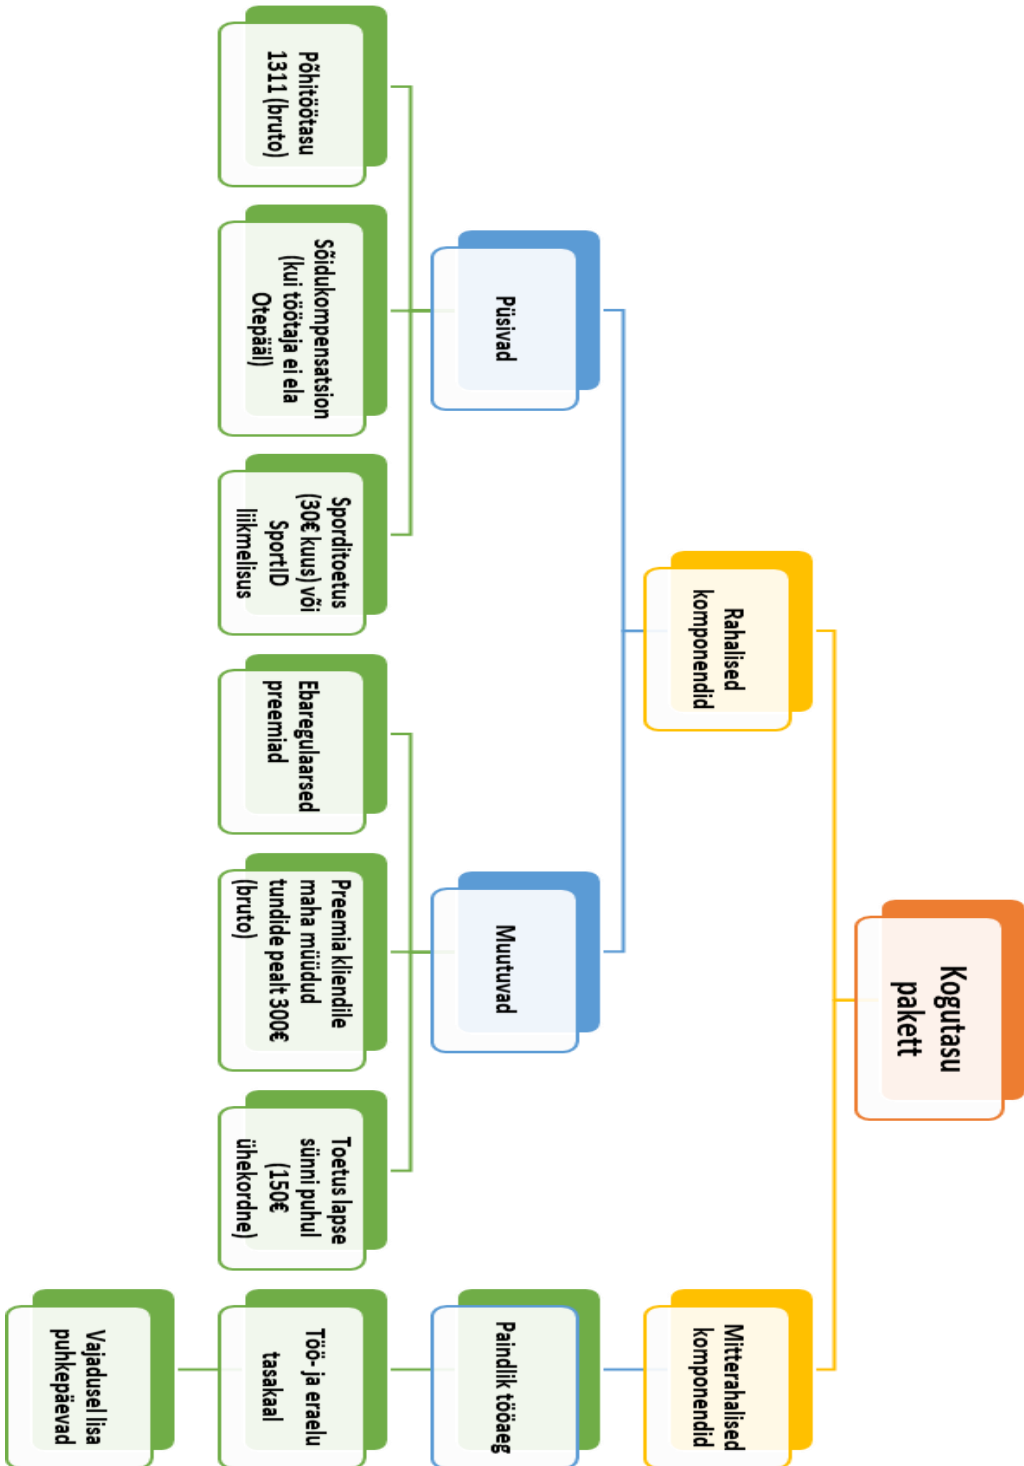 Kogutasu
pakett
Rahalised
komponendid
Mitterahalised
komponendid
Püsivad
Muutuvad
Paindlik tööaeg
Põhitöötasu
1311 (bruto)
Sõidukompensatsion
(kui töötaja ei ela
Otepääl)
Sporditoetus
(30€ kuus) või
SportID
liikmelisus
Ebaregulaarsed
preemiad
Preemia kliendile
maha müüdud
tundide pealt 300€
(bruto)
Toetus lapse
sünni puhul
(150€
ühekordne)
Töö- ja eraelu
tasakaal
Vajadusel lisa
puhkepäevad